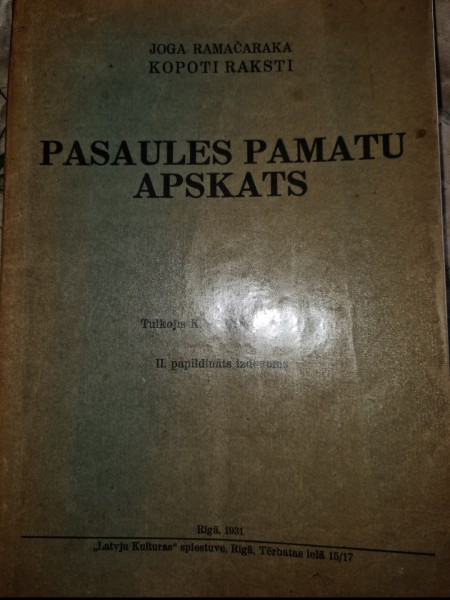 JOGA RAMAČARAKA
KOPOTI RAKSTI
PASAULES PAMATU
APSKATS
Tulkojis K.
II. papildināts izdevums
Rīgā, 1931
„Latvju Kulturas“ spiestuve, Rīgā, Tērbatas ielā 15/17